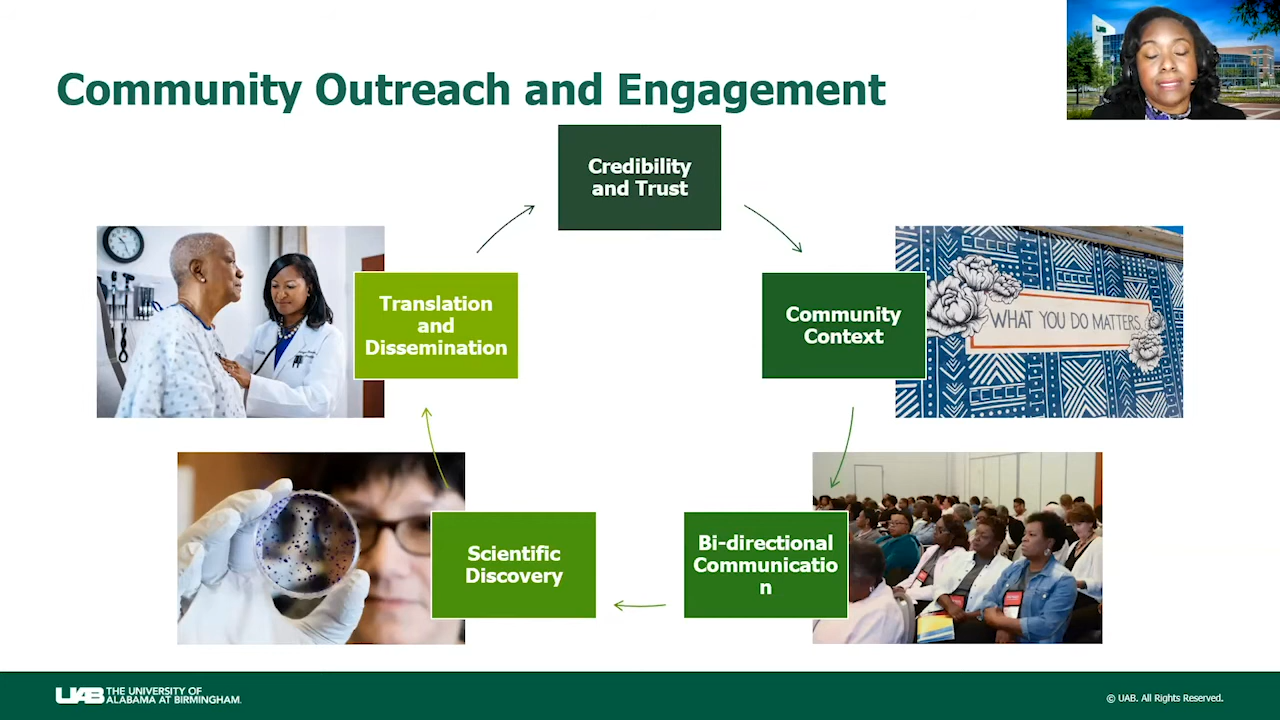 Community Outreach and Engagement
Credibility
and Trust
Translation
and
Dissemination
Community
Context
WHAT YOU DO MATTERS
Scientific
Discovery
Bi-directional
Communicatio
n
UAB THE UNIVERSITY OF
ALABAMA AT BIRMINGHAM.
© UAB. All Rights Reserved.
UAB